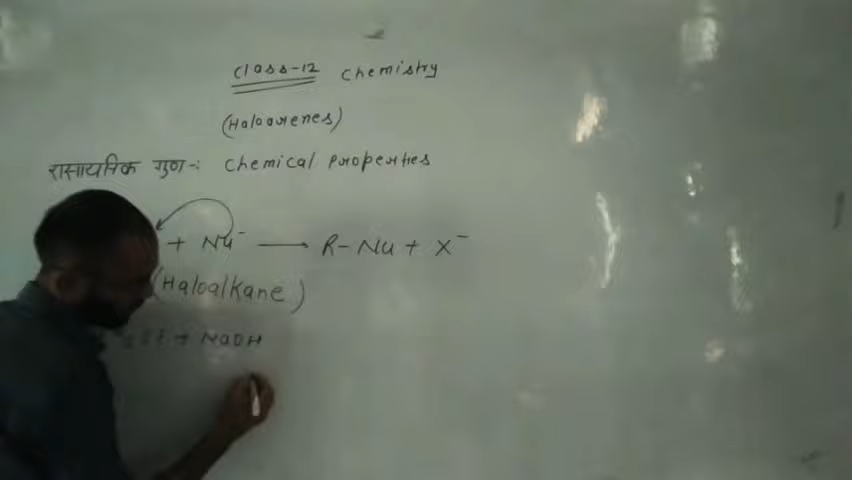 Class-12 Chemistry
(Haloarenes)
रासायनिक गुण-: Chemical Properties
+ Nu⁻ ⟶ R-Nu + X⁻
(Haloalkane)
+ NaOH